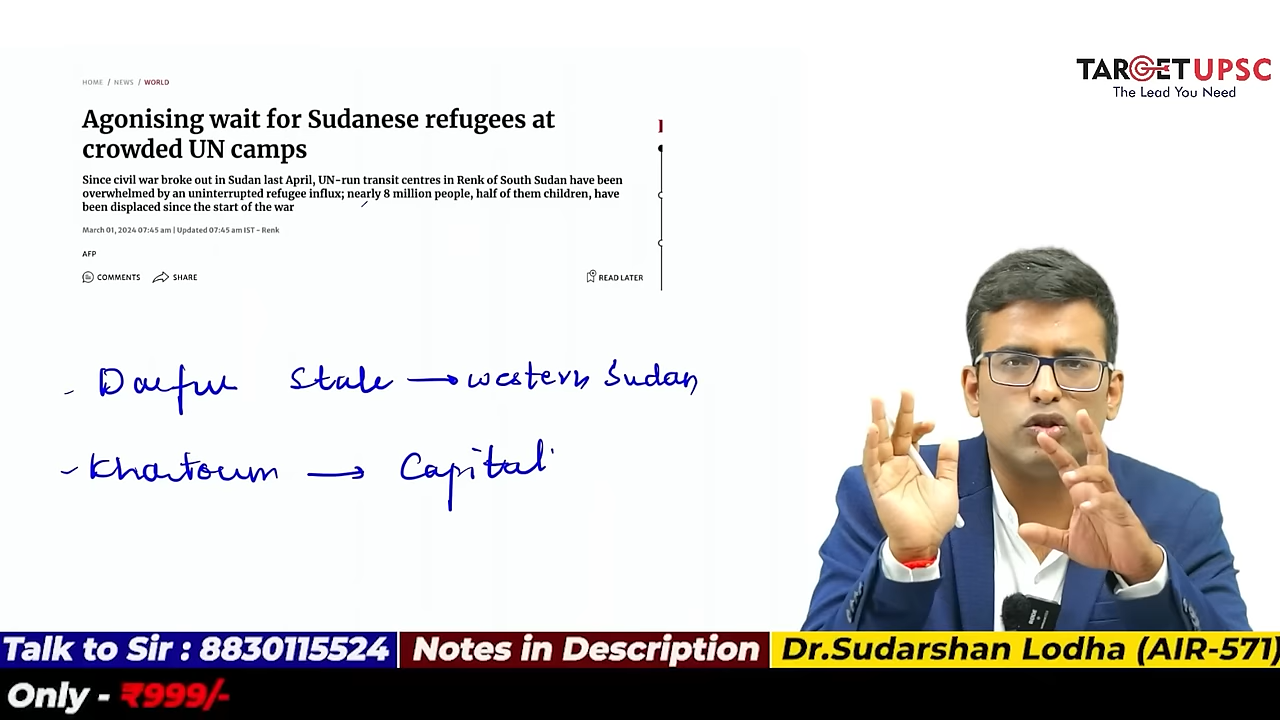 HOME / NEWS / WORLD
Agonising wait for Sudanese refugees at
crowded UN camps
Since civil war broke out in Sudan last April, UN-run transit centres in Renk of South Sudan have been
overwhelmed by an uninterrupted refugee influx; nearly 8 million people, half of them children, have
been displaced since the start of the war
March 01, 2024 07:45 am | Updated 07:45 am IST - Renk
AFP
COMMENTS SHARE
READ LATER
TARGETUPSC
The Lead You Need
- Darfur State → western Sudan
- Khartoum → Capital
Talk to Sir : 8830115524
Notes in Description
Dr.Sudarshan Lodha (AIR-571)
Only - ₹999/-